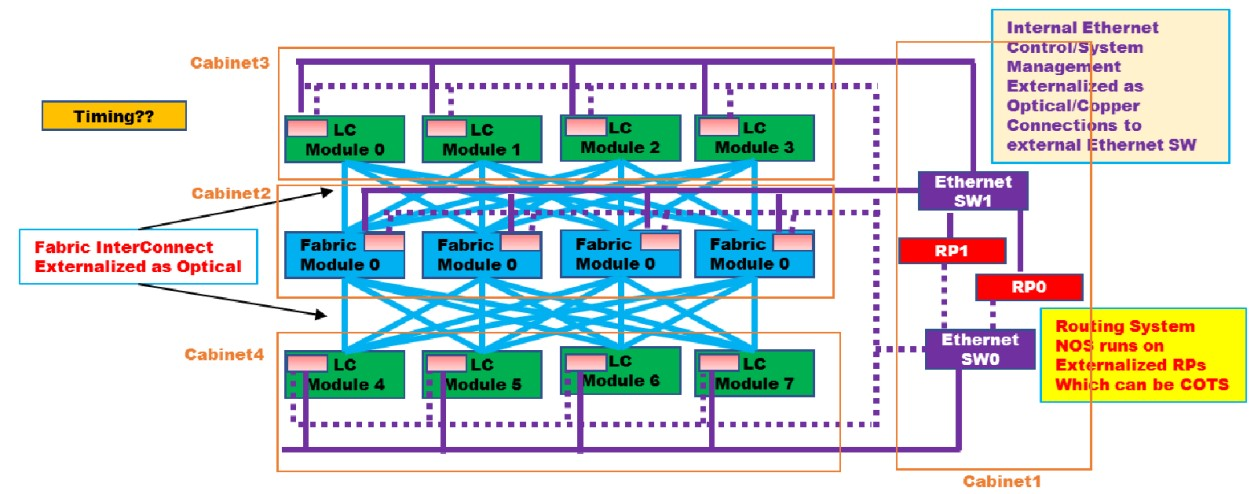 Internal Ethernet
Control/System
Management
Externalized as
Optical/Copper
Connections to
external Ethernet SW
Cabinet3
Timing??
LC
Module 0
LC
Module 1
LC
Module 2
LC
Module 3
Cabinet2
Ethernet
SW1
Fabric InterConnect
Externalized as Optical
Fabric
Module 0
Fabric
Module 0
Fabric
Module 0
Fabric
Module 0
RP1
RP0
Cabinet4
Ethernet
SW0
Routing System
NOS runs on
Externalized RPs
Which can be COTS
LC
Module 4
LC
Module 5
LC
Module 6
LC
Module 7
Cabinet1